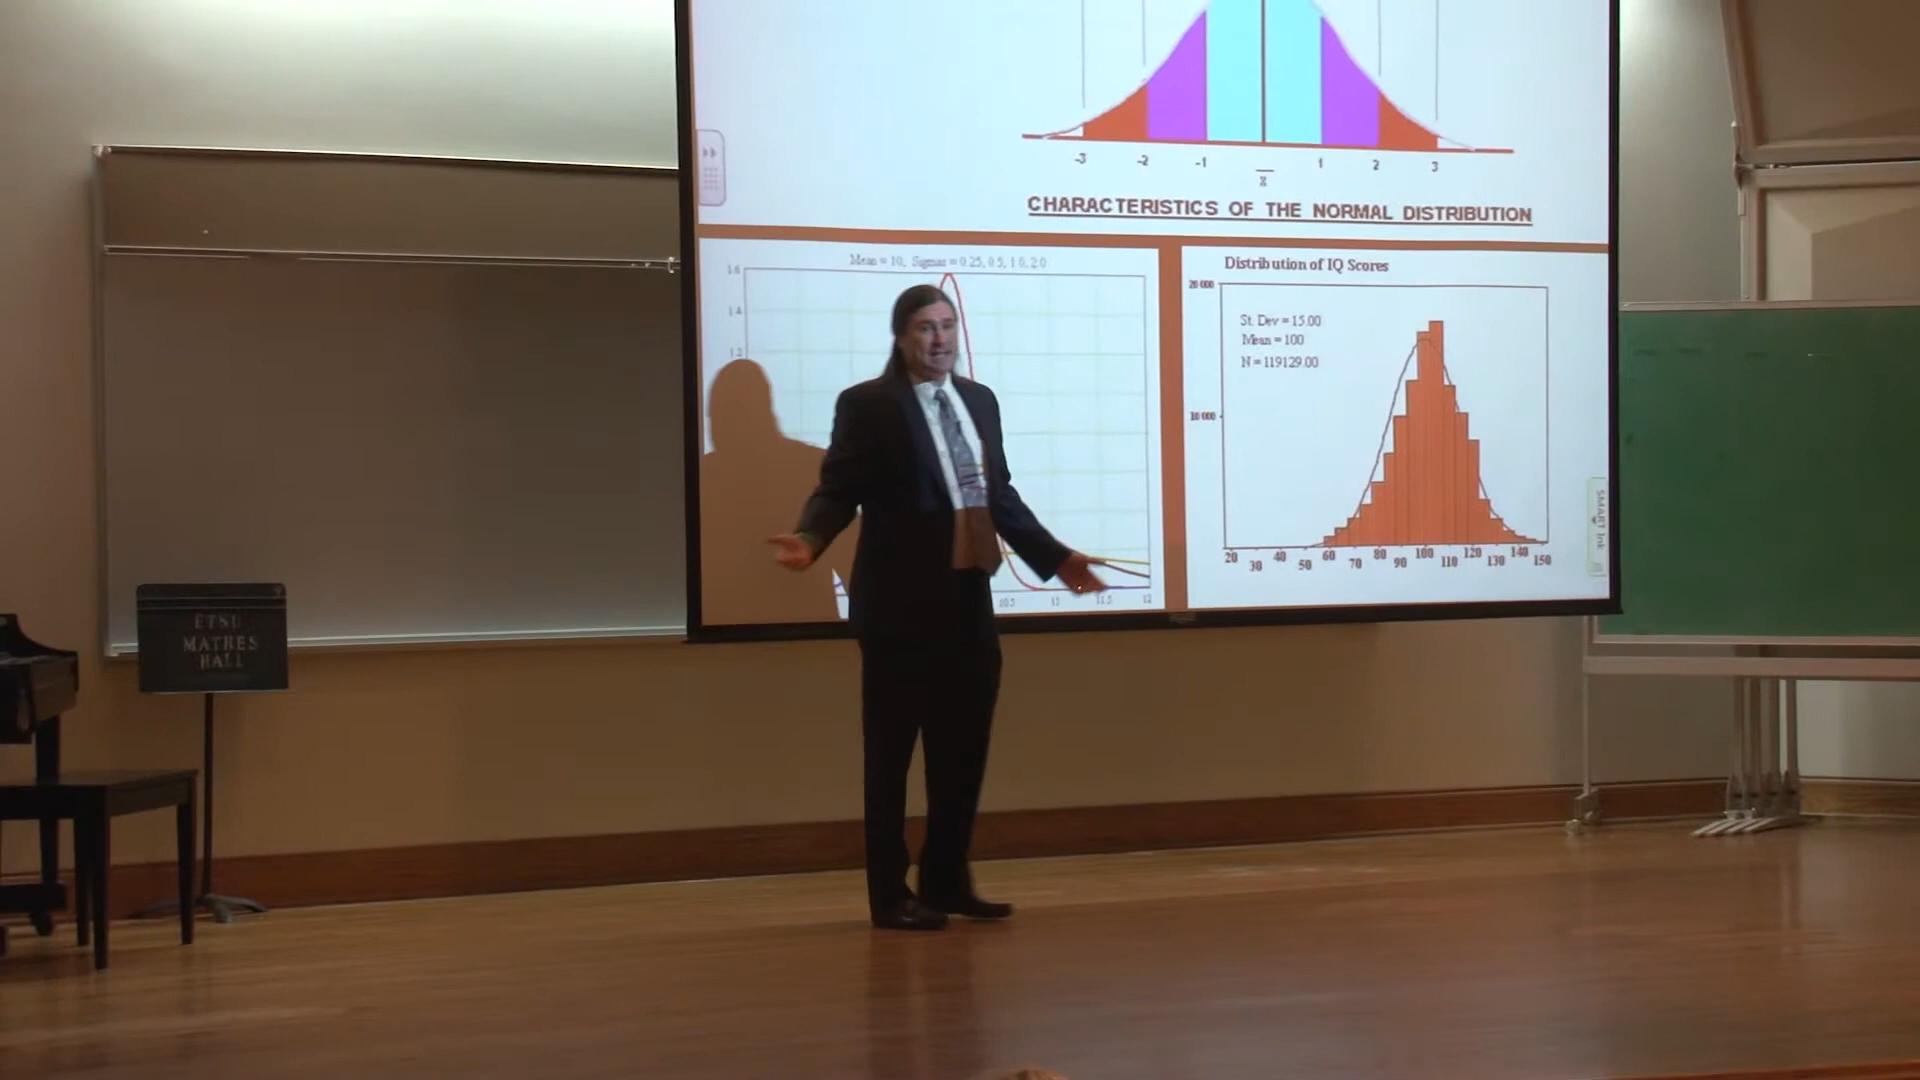 -3 -2 -1 1 2 3
x
CHARACTERISTICS OF THE NORMAL DISTRIBUTION
Mean = 10, Sigmas = 0.25, 0.5, 1.0, 2.0
1.6
1.4
1.2
10.5 11 11.5 12
Distribution of IQ Scores
20 000
St. Dev = 15.00
Mean = 100
N = 119129.00
10 000
20 30 40 50 60 70 80 90 100 110 120 130 140 150
SMART Ink
ETSU
MATHES
HALL